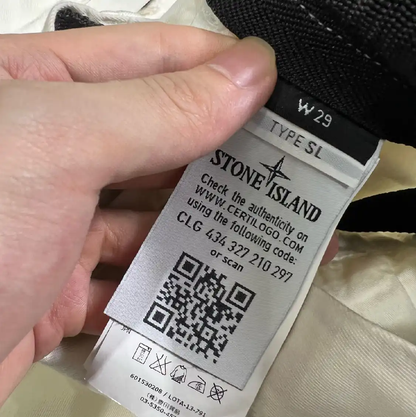 W 29
TYPE SL
STONE ISLAND
Check the authenticity on
WWW.CERTILOGO.COM
using the following code:
CLG 434 327 210 297
or scan